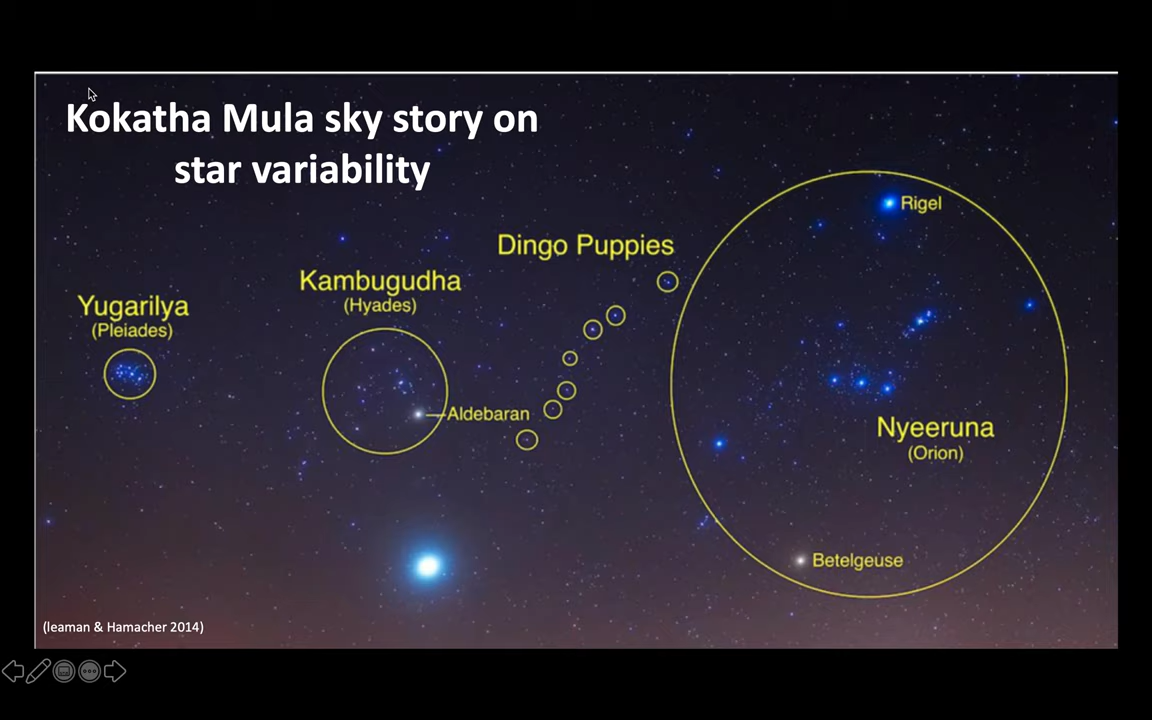 Kokatha Mula sky story on
star variability
Rigel
Dingo Puppies
Kambugudha
(Hyades)
Yugarilya
(Pleiades)
Aldebaran
Nyeeruna
(Orion)
Betelgeuse
(leaman & Hamacher 2014)